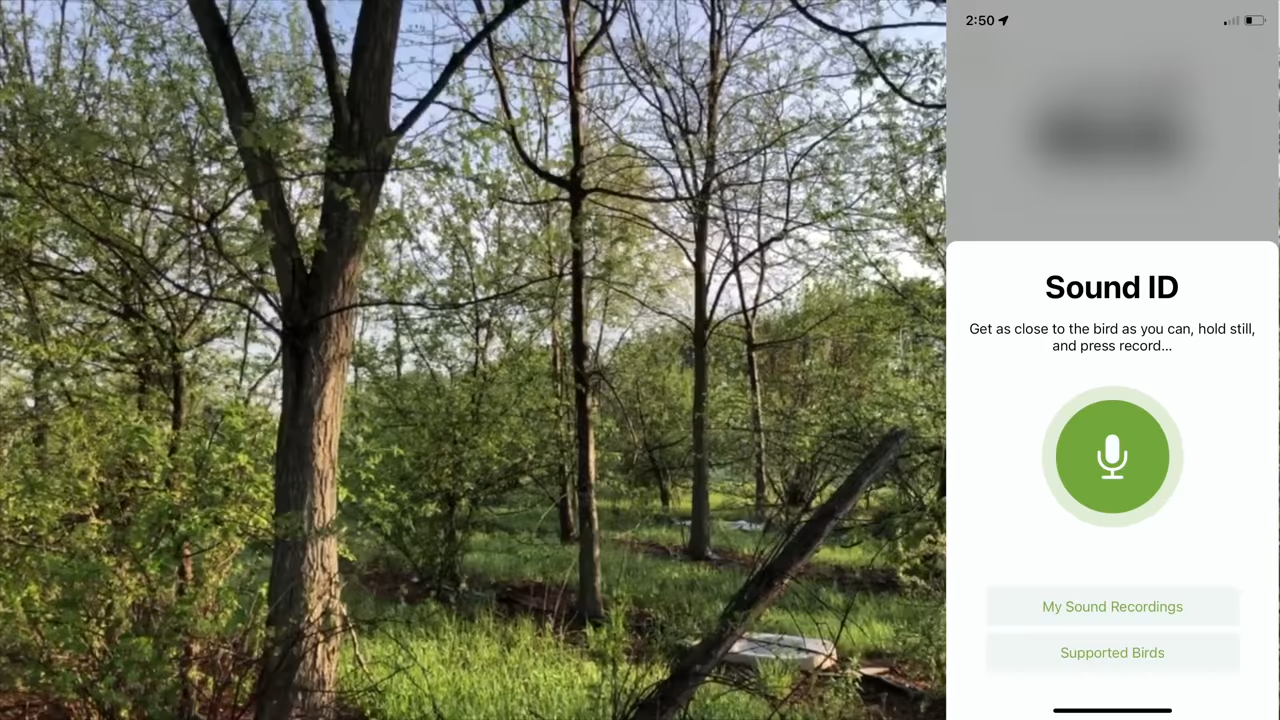 2:50
Sound ID
Get as close to the bird as you can, hold still,
and press record...
My Sound Recordings
Supported Birds